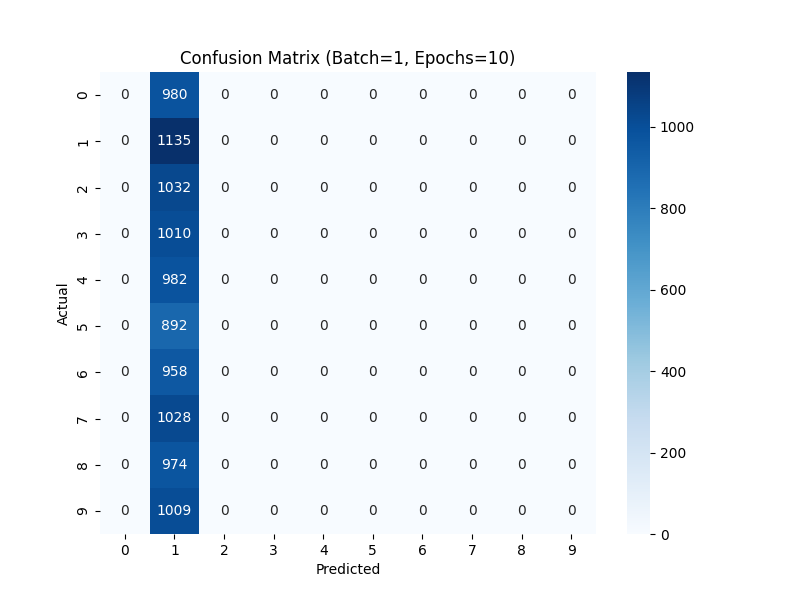 Confusion Matrix (Batch=1, Epochs=10)
0 0 980 0 0 0 0 0 0 0 0
1 0 1135 0 0 0 0 0 0 0 0
2 0 1032 0 0 0 0 0 0 0 0
3 0 1010 0 0 0 0 0 0 0 0
4 0 982 0 0 0 0 0 0 0 0
5 0 892 0 0 0 0 0 0 0 0
6 0 958 0 0 0 0 0 0 0 0
7 0 1028 0 0 0 0 0 0 0 0
8 0 974 0 0 0 0 0 0 0 0
9 0 1009 0 0 0 0 0 0 0 0
Actual
0 1 2 3 4 5 6 7 8 9
Predicted
1000
800
600
400
200
0